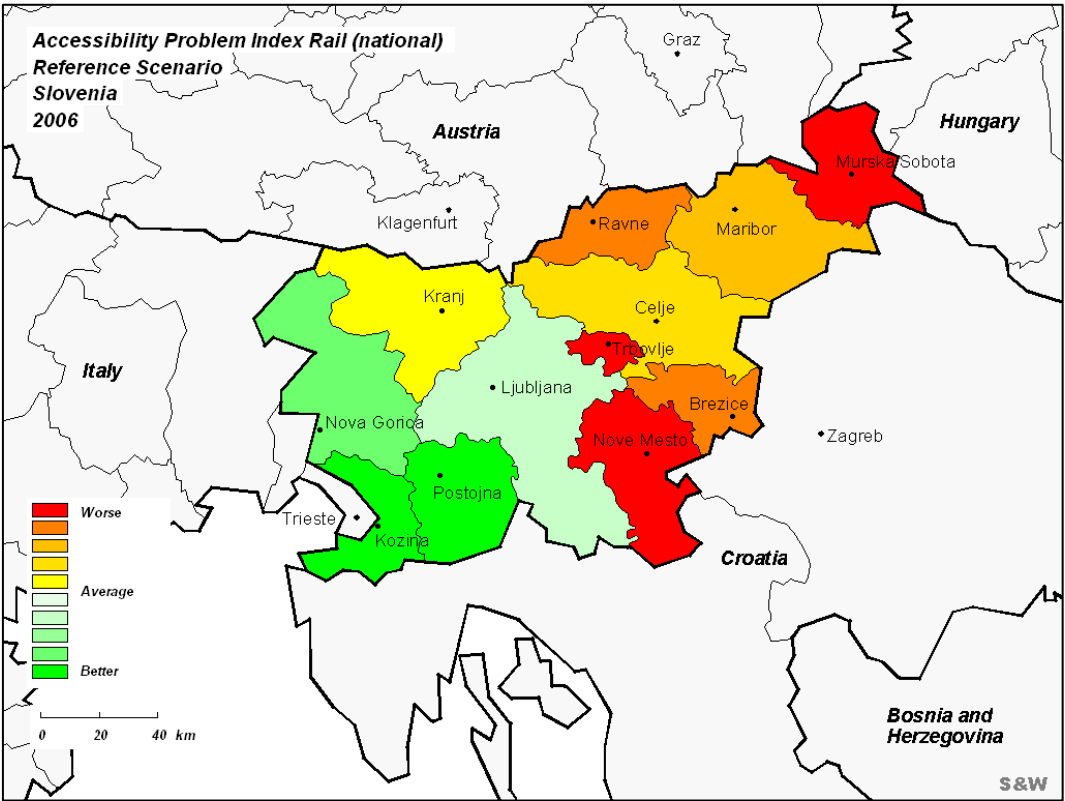 Accessibility Problem Index Rail (national)
Reference Scenario
Slovenia
2006
Graz
Austria
Hungary
Murska Sobota
Klagenfurt
Ravne
Maribor
Kranj
Celje
Trbovlje
Italy
Ljubljana
Brezice
Nova Gorica
Nove Mesto
Zagreb
Postojna
Trieste
Kozina
Croatia
Worse
Average
Better
0 20 40 km
Bosnia and
Herzegovina
S&W